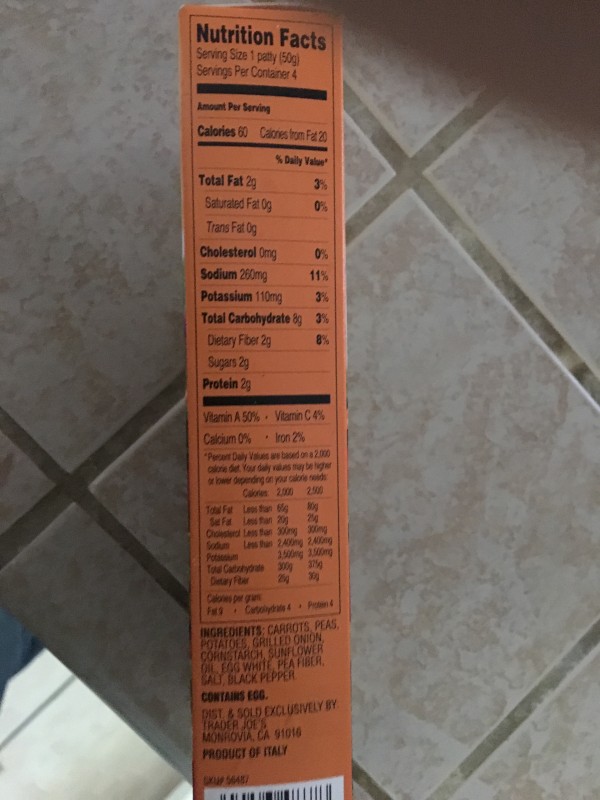 Nutrition Facts
Serving Size 1 patty (50g)
Servings Per Container 4
Amount Per Serving
Calories 60 Calories from Fat 20
% Daily Value*
Total Fat 2g 3%
Saturated Fat 0g 0%
Trans Fat 0g
Cholesterol 0mg 0%
Sodium 260mg 11%
Potassium 110mg 3%
Total Carbohydrate 8g 3%
Dietary Fiber 2g 8%
Sugars 2g
Protein 2g
Vitamin A 50% • Vitamin C 4%
Calcium 0% • Iron 2%
*Percent Daily Values are based on a 2,000
calorie diet. Your daily values may be higher
or lower depending on your calorie needs:
Calories: 2,000 2,500
Total Fat Less than 65g 80g
Sat Fat Less than 20g 25g
Cholesterol Less than 300mg 300mg
Sodium Less than 2,400mg 2,400mg
Potassium 3,500mg 3,500mg
Total Carbohydrate 300g 375g
Dietary Fiber 25g 30g
Calories per gram:
Fat 9 • Carbohydrate 4 • Protein 4
INGREDIENTS: CARROTS, PEAS,
POTATOES, GRILLED ONION,
CORNSTARCH, SUNFLOWER
OIL, EGG WHITE, PEA FIBER,
SALT, BLACK PEPPER.
CONTAINS EGG.
DIST. & SOLD EXCLUSIVELY BY
TRADER JOE'S
MONROVIA, CA 91016
PRODUCT OF ITALY
SKU# 56487